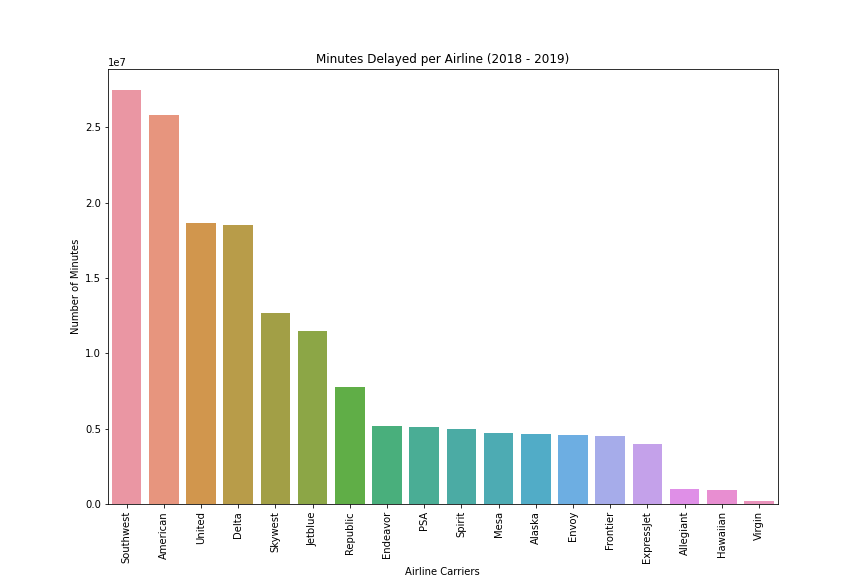 Minutes Delayed per Airline (2018 - 2019)
1e7
2.5
2.0
1.5
1.0
0.5
0.0
Number of Minutes
Southwest
American
United
Delta
Skywest
Jetblue
Republic
Endeavor
PSA
Spirit
Mesa
Alaska
Envoy
Frontier
ExpressJet
Allegiant
Hawaiian
Virgin
Airline Carriers